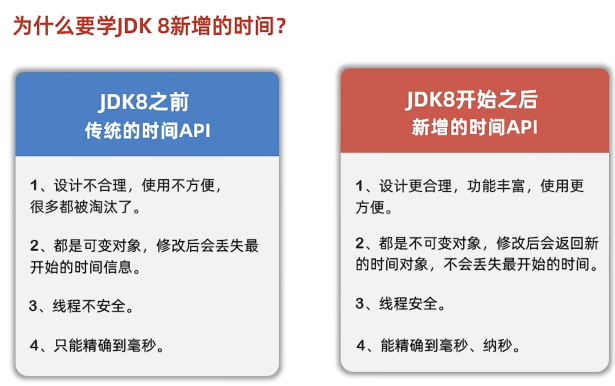 为什么要学JDK 8新增的时间？
JDK8之前
传统的时间API
1、设计不合理，使用不方便，
很多都被淘汰了。
2、都是可变对象，修改后会丢失最
开始的时间信息。
3、线程不安全。
4、只能精确到毫秒。
JDK8开始之后
新增的时间API
1、设计更合理，功能丰富，使用更
方便。
2、都是不可变对象，修改后会返回新
的时间对象，不会丢失最开始的时间。
3、线程安全。
4、能精确到毫秒、纳秒。